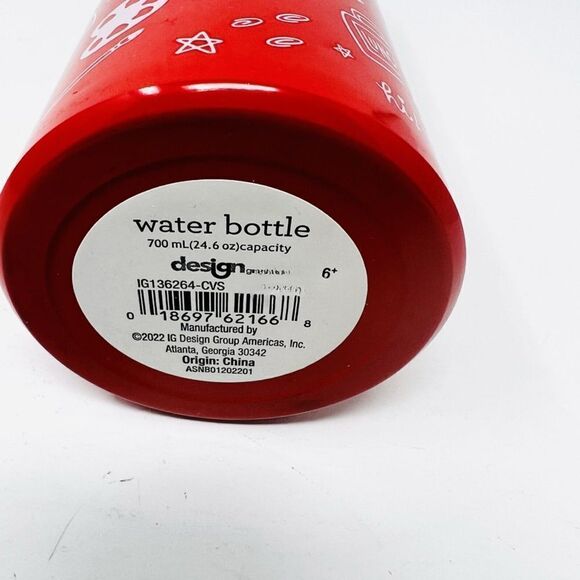 water bottle
700 mL(24.6 oz)capacity
design
6+
IG136264-CVS
0 18697 62166 8
Manufactured by
©2022 IG Design Group Americas, Inc.
Atlanta, Georgia 30342
Origin: China
ASNB01202201